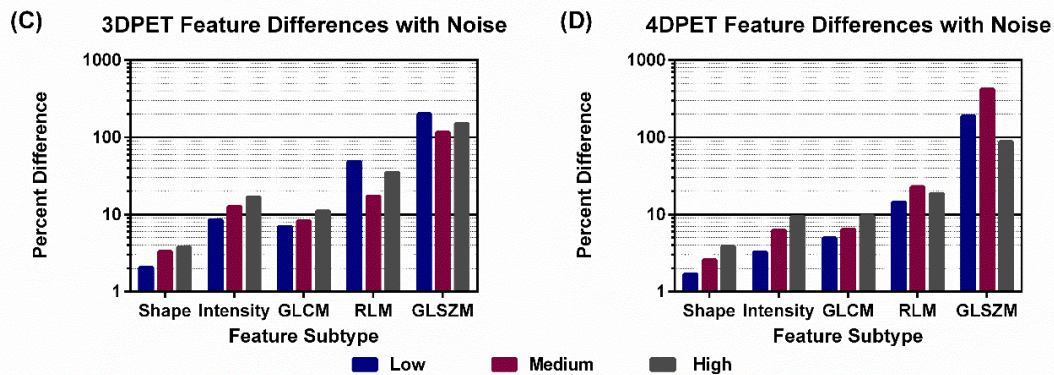 (C) 3DPET Feature Differences with Noise
Percent Difference
1000
100
10
1
Shape Intensity GLCM RLM GLSZM
Feature Subtype
(D) 4DPET Feature Differences with Noise
Percent Difference
1000
100
10
1
Shape Intensity GLCM RLM GLSZM
Feature Subtype
Low Medium High